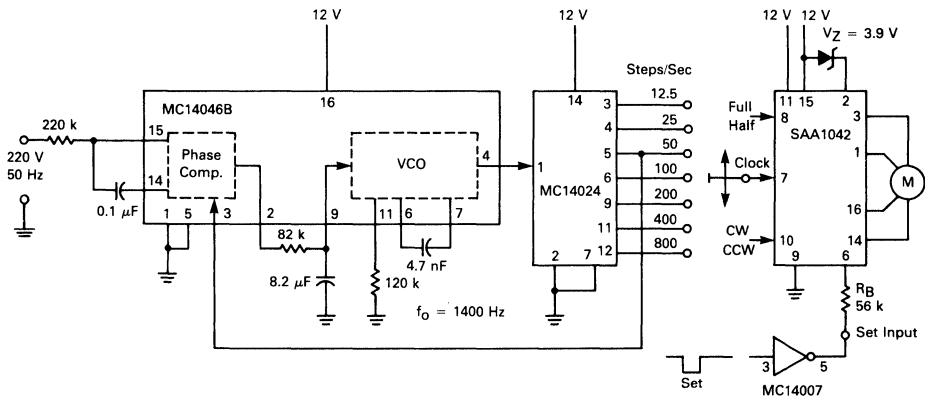 12 V
12 V
12 V 12 V
VZ = 3.9 V
MC14046B
16
14
Steps/Sec
11 15 2
220 k
15
Phase
Comp.
VCO
4
1
MC14024
3 12.5
4 25
5 50
6 100
9 200
11 400
12 800
Full
Half
8
SAA1042
3
1
Clock
7
M
16
14
CW
CCW
10
9
6
220 V
50 Hz
14
0.1 µF
1 5 3 2 9 11 6 7
82 k
8.2 µF
120 k
4.7 nF
fo = 1400 Hz
2 7
RB
56 k
Set Input
Set
3 5
MC14007